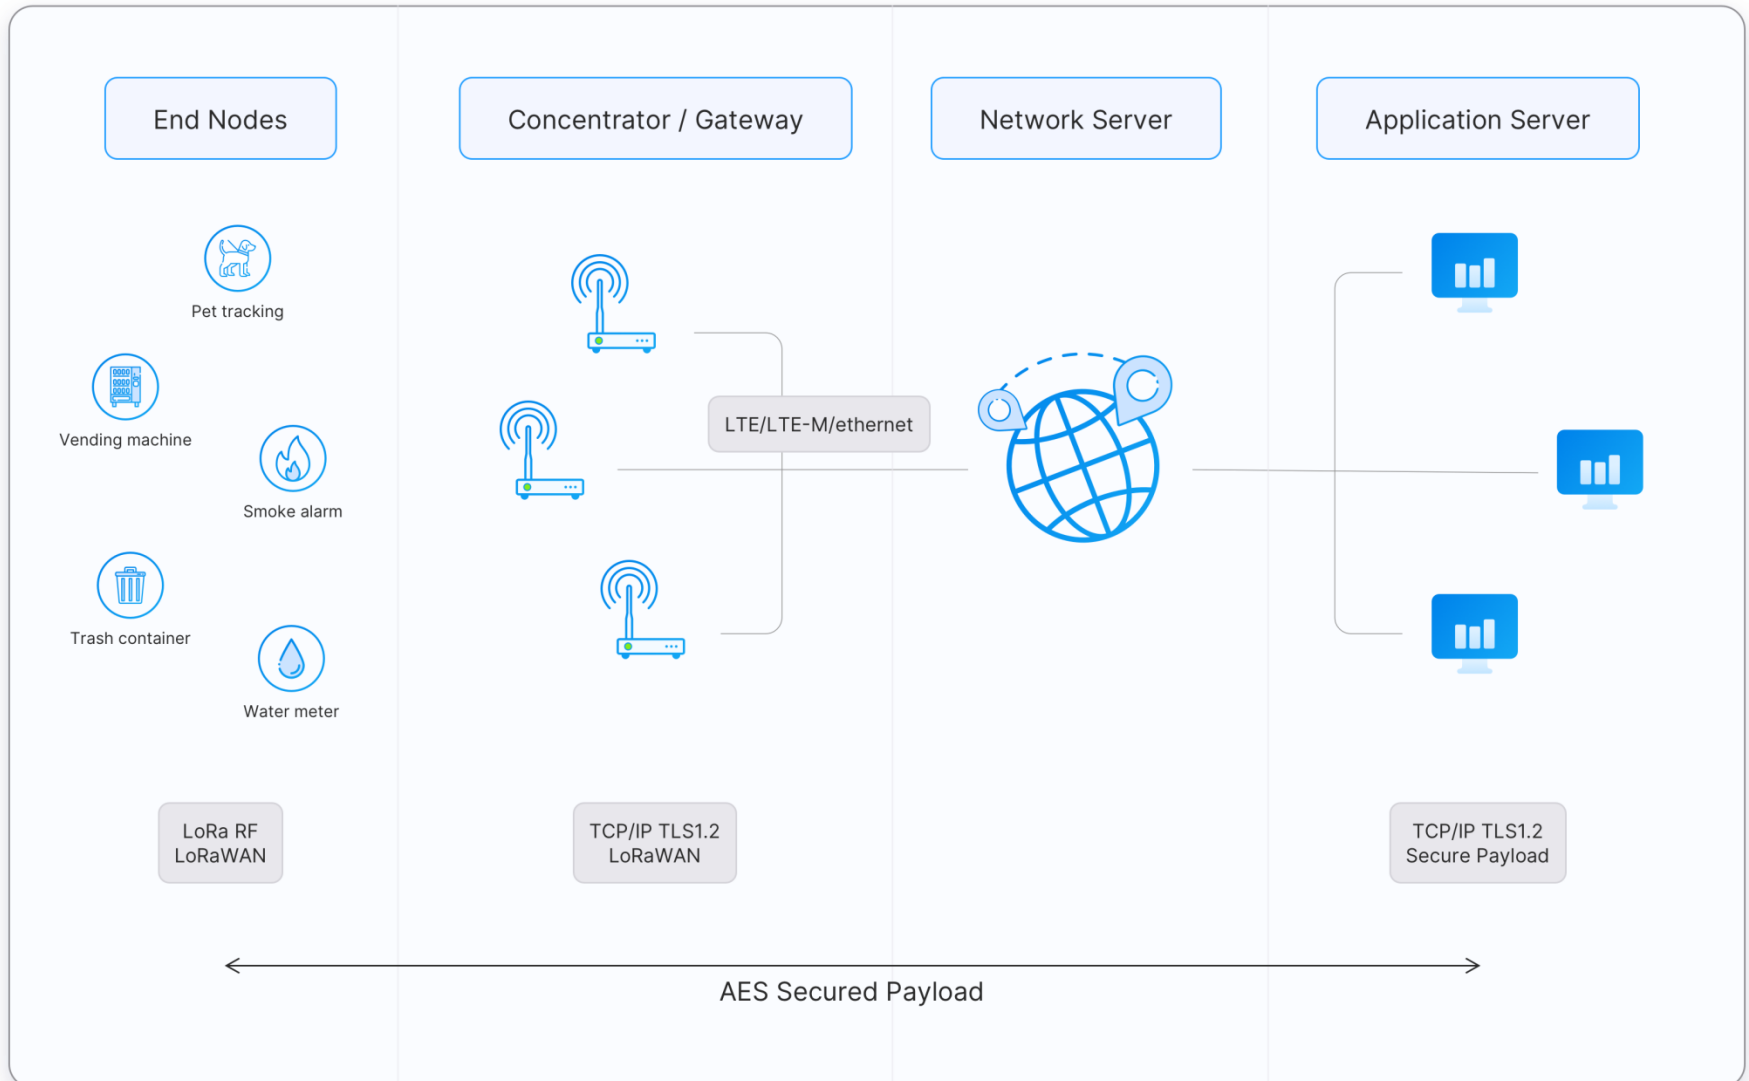 End Nodes
Concentrator / Gateway
Network Server
Application Server
Pet tracking
Vending machine
Smoke alarm
Trash container
Water meter
LTE/LTE-M/ethernet
LoRa RF
LoRaWAN
TCP/IP TLS1.2
LoRaWAN
TCP/IP TLS1.2
Secure Payload
AES Secured Payload